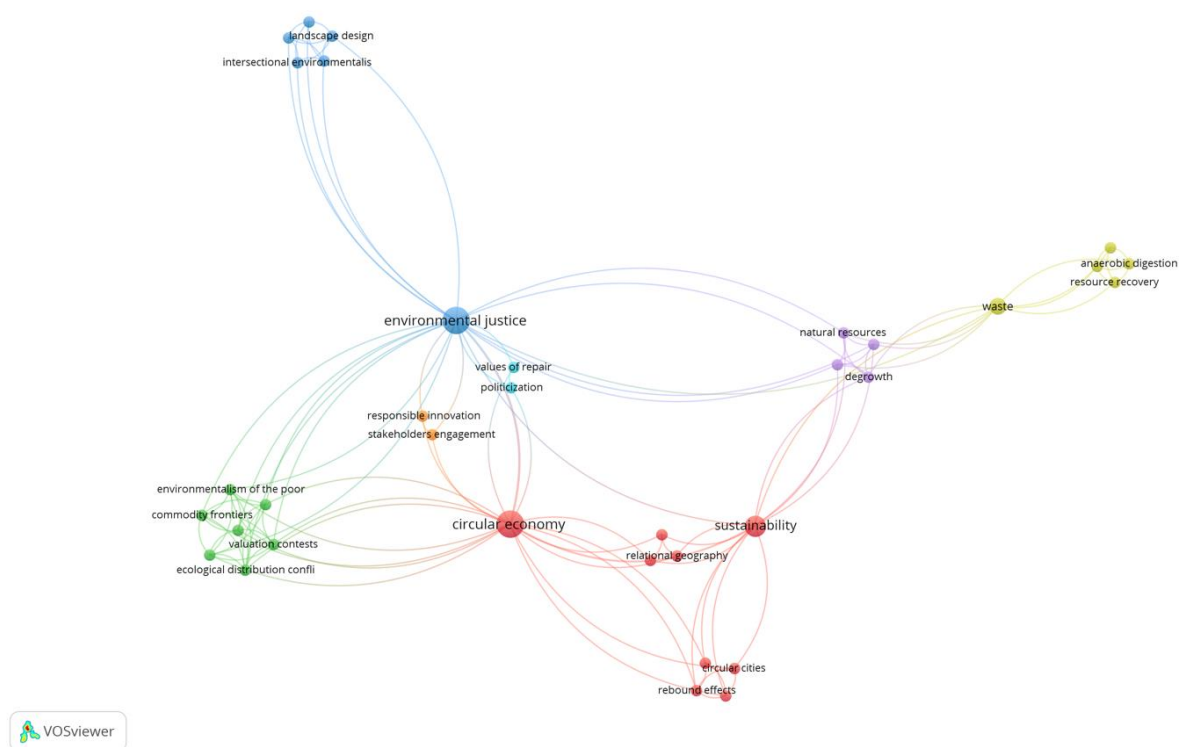 landscape design
intersectional environmentalis
environmental justice
anaerobic digestion
resource recovery
waste
natural resources
degrowth
values of repair
politicization
responsible innovation
stakeholders engagement
environmentalism of the poor
commodity frontiers
valuation contests
ecological distribution confli
circular economy
sustainability
relational geography
circular cities
rebound effects
VOSviewer